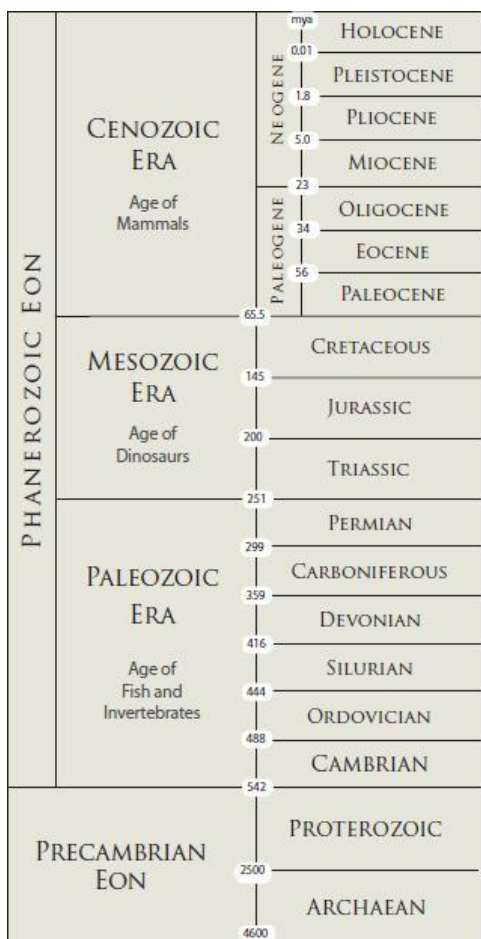 mya
HOLOCENE
0.01
PLEISTOCENE
1.8
PLIOCENE
5.0
MIOCENE
23
NEOGENE
OLIGOCENE
34
EOCENE
56
PALEOCENE
PALEOGENE
65.5
CENOZOIC
ERA
Age of
Mammals
CRETACEOUS
145
JURASSIC
200
TRIASSIC
251
MESOZOIC
ERA
Age of
Dinosaurs
PERMIAN
299
CARBONIFEROUS
359
DEVONIAN
416
SILURIAN
444
ORDOVICIAN
488
CAMBRIAN
542
PALEOZOIC
ERA
Age of
Fish and
Invertebrates
PHANEROZOIC EON
PROTEROZOIC
2500
ARCHAEAN
4600
PRECAMBRIAN
EON